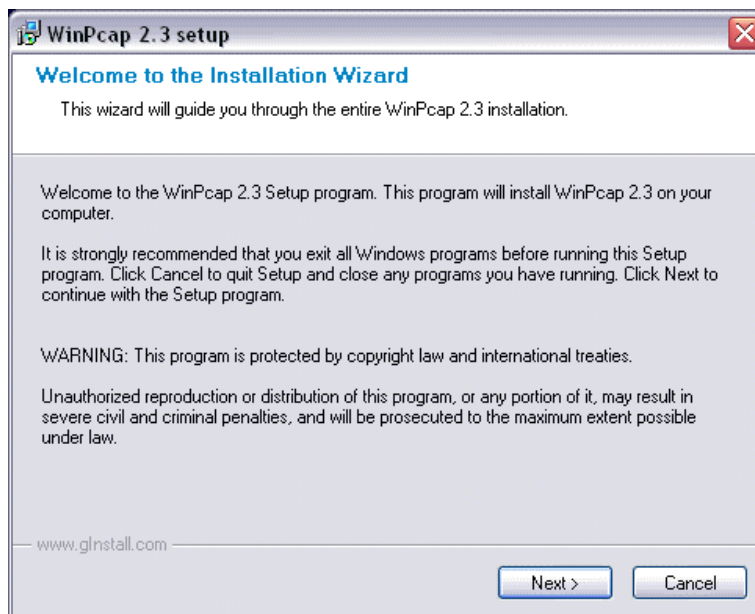 WinPcap 2.3 setup
Welcome to the Installation Wizard
This wizard will guide you through the entire WinPcap 2.3 installation.
Welcome to the WinPcap 2.3 Setup program. This program will install WinPcap 2.3 on your
computer.
It is strongly recommended that you exit all Windows programs before running this Setup
program. Click Cancel to quit Setup and close any programs you have running. Click Next to
continue with the Setup program.
WARNING: This program is protected by copyright law and international treaties.
Unauthorized reproduction or distribution of this program, or any portion of it, may result in
severe civil and criminal penalties, and will be prosecuted to the maximum extent possible
under law.
www.gInstall.com
Next >
Cancel